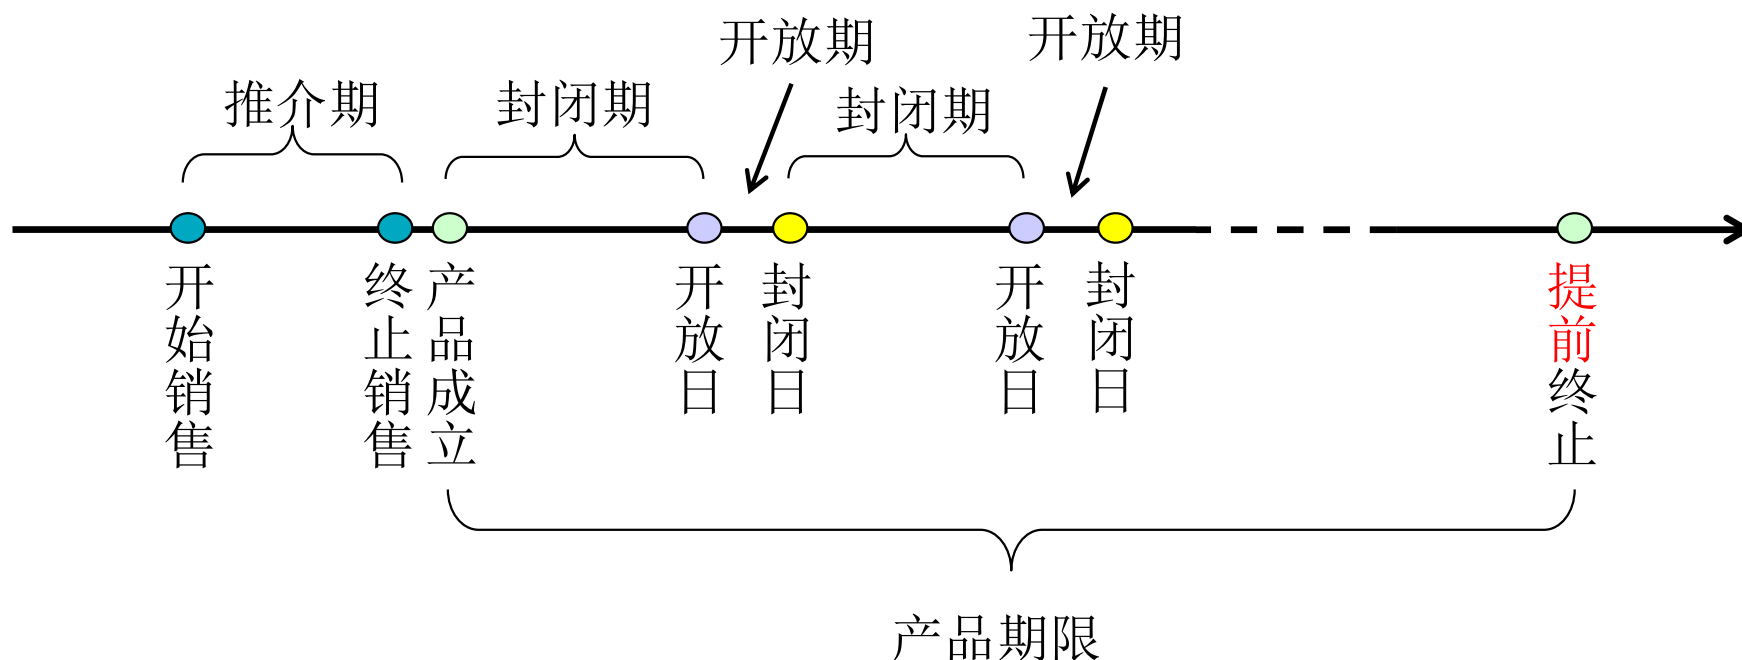 开放期
开放期
推介期
封闭期
封闭期
开始销售
终止销售
产品成立
开放日
封闭日
开放日
封闭日
提前终止
产品期限